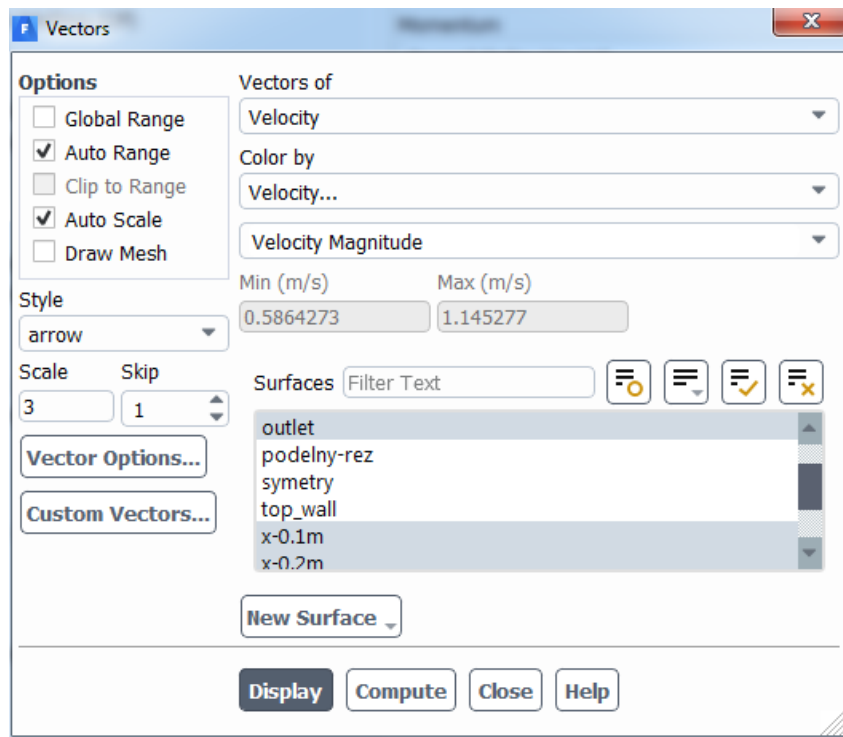 Vectors
Momentum
Options
Global Range
Auto Range
Clip to Range
Auto Scale
Draw Mesh
Style
arrow
Scale Skip
3 1
Vector Options...
Custom Vectors...
Vectors of
Velocity
Color by
Velocity...
Velocity Magnitude
Min (m/s) Max (m/s)
0.5864273 1.145277
Surfaces Filter Text
outlet
podelny-rez
symetry
top_wall
x-0.1m
x-0.2m
New Surface
Display Compute Close Help